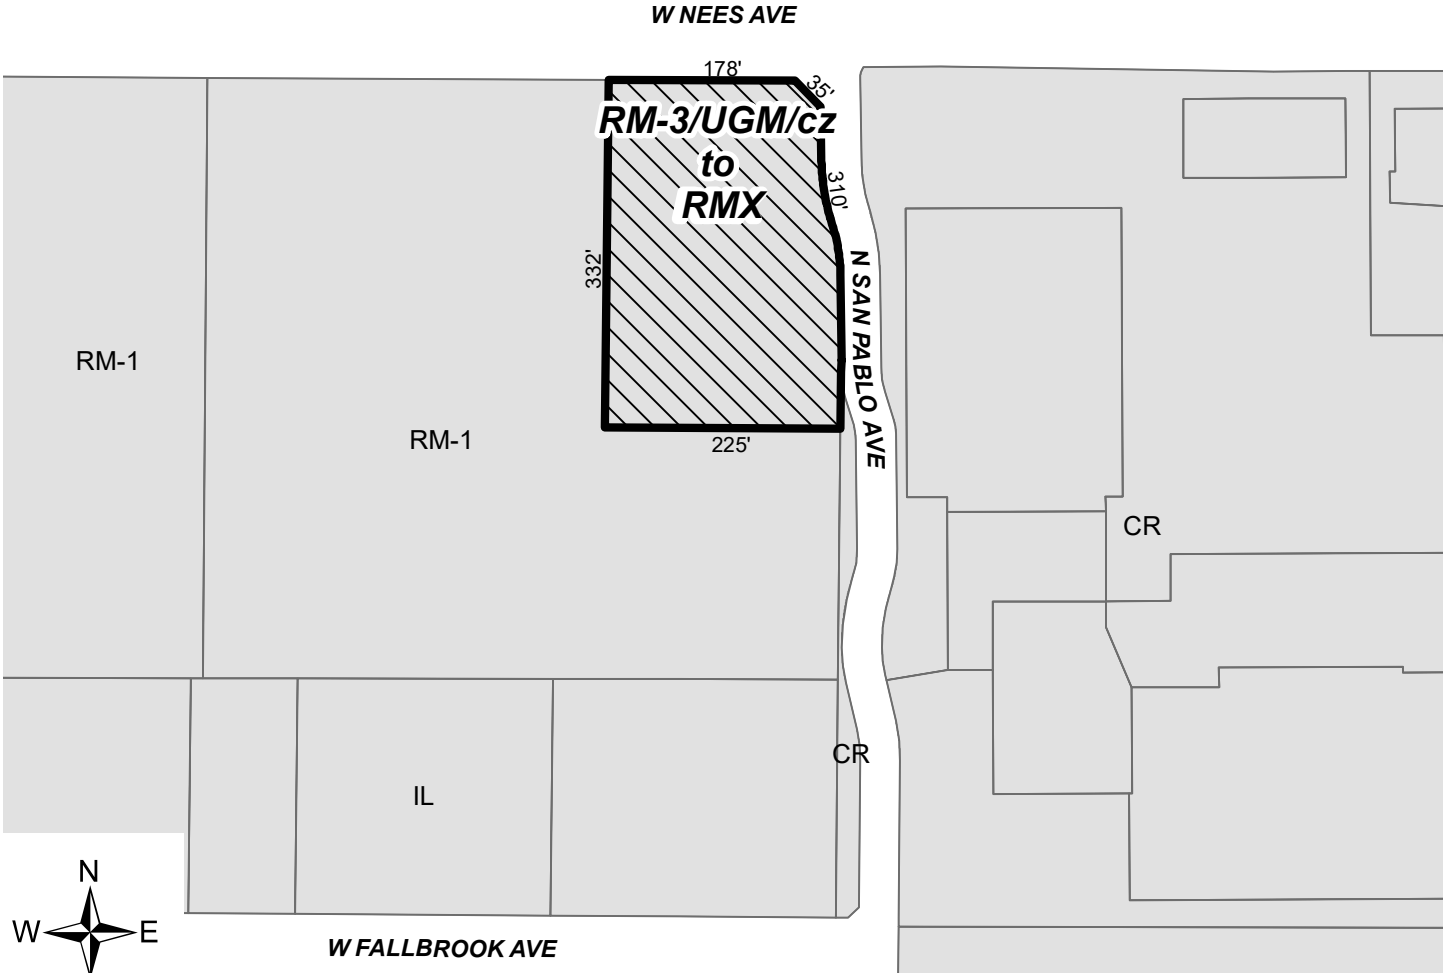 W NEES AVE
178'
35'
RM-3/UGM/cz
to
RMX
310'
332'
N SAN PABLO AVE
RM-1
RM-1
225'
CR
CR
IL
N
W E
W FALLBROOK AVE